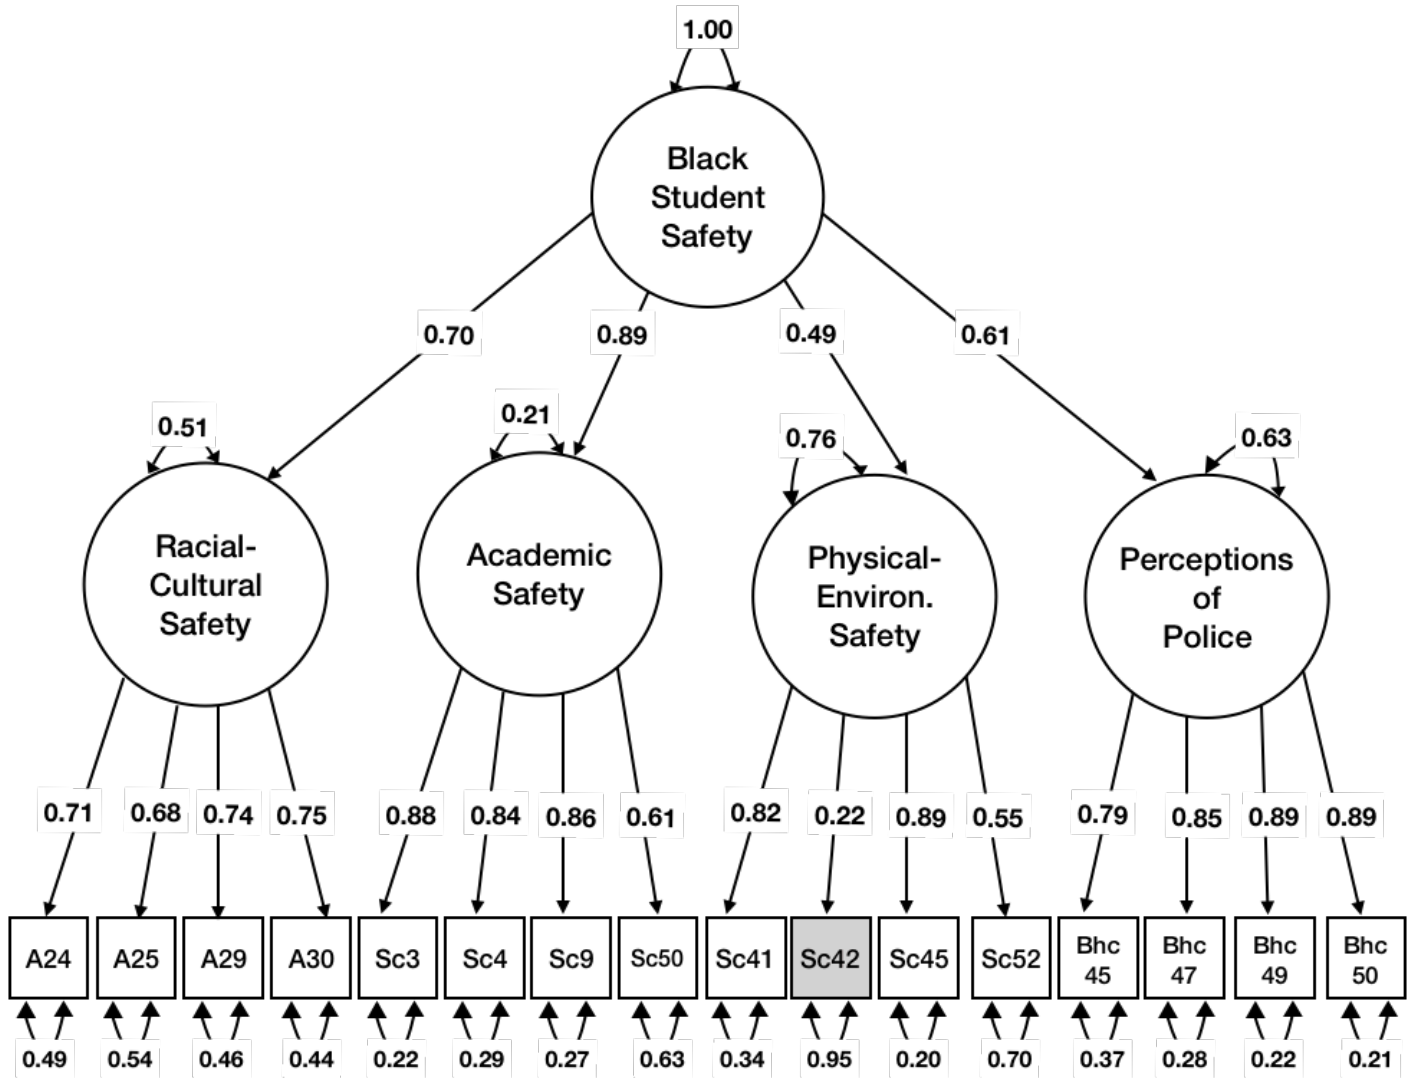 1.00
Black
Student
Safety
0.70
0.89
0.49
0.61
0.51
0.21
0.76
0.63
Racial-
Cultural
Safety
Academic
Safety
Physical-
Environ.
Safety
Perceptions
of
Police
0.71
0.68
0.74
0.75
0.88
0.84
0.86
0.61
0.82
0.22
0.89
0.55
0.79
0.85
0.89
0.89
A24
A25
A29
A30
Sc3
Sc4
Sc9
Sc50
Sc41
Sc42
Sc45
Sc52
Bhc
45
Bhc
47
Bhc
49
Bhc
50
0.49
0.54
0.46
0.44
0.22
0.29
0.27
0.63
0.34
0.95
0.20
0.70
0.37
0.28
0.22
0.21